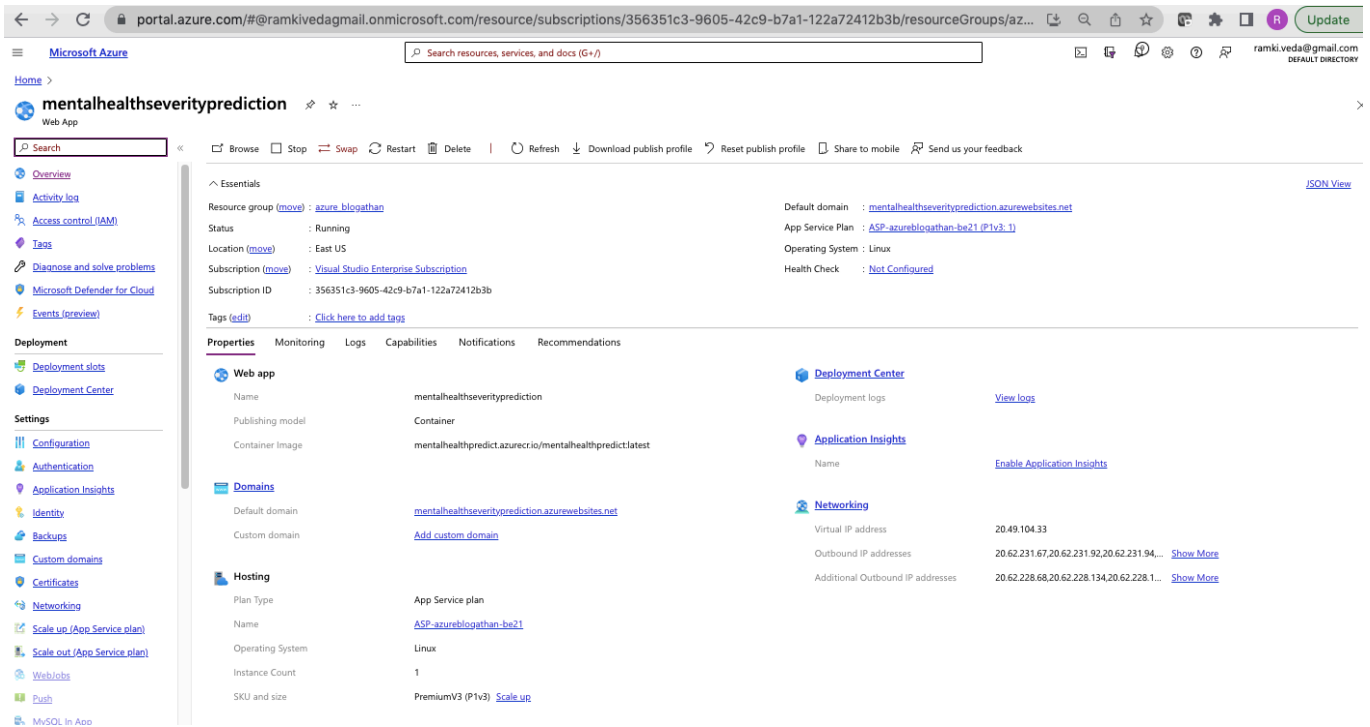 portal.azure.com/#@ramkivedagmail.onmicrosoft.com/resource/subscriptions/356351c3-9605-42c9-b7a1-122a72412b3b/resourceGroups/az...
R
Update
Microsoft Azure
Search resources, services, and docs (G+/)
ramki.veda@gmail.com
DEFAULT DIRECTORY
Home >
mentalhealthseverityprediction
Web App
Search
Overview
Activity log
Access control (IAM)
Tags
Diagnose and solve problems
Microsoft Defender for Cloud
Events (preview)
Deployment
Deployment slots
Deployment Center
Settings
Configuration
Authentication
Application Insights
Identity
Backups
Custom domains
Certificates
Networking
Scale up (App Service plan)
Scale out (App Service plan)
WebJobs
Push
MySQL In App
Browse Stop Swap Restart Delete | Refresh Download publish profile Reset publish profile Share to mobile Send us your feedback
Essentials
JSON View
Resource group (move) : azure_blogathan
Status : Running
Location (move) : East US
Subscription (move) : Visual Studio Enterprise Subscription
Subscription ID : 356351c3-9605-42c9-b7a1-122a72412b3b
Tags (edit) : Click here to add tags
Default domain : mentalhealthseverityprediction.azurewebsites.net
App Service Plan : ASP-azureblogathan-be21 (P1v3: 1)
Operating System : Linux
Health Check : Not Configured
Properties Monitoring Logs Capabilities Notifications Recommendations
Web app
Name mentalhealthseverityprediction
Publishing model Container
Container Image mentalhealthpredict.azurecr.io/mentalhealthpredict:latest
Domains
Default domain mentalhealthseverityprediction.azurewebsites.net
Custom domain Add custom domain
Hosting
Plan Type App Service plan
Name ASP-azureblogathan-be21
Operating System Linux
Instance Count 1
SKU and size PremiumV3 (P1v3) Scale up
Deployment Center
Deployment logs View logs
Application Insights
Name Enable Application Insights
Networking
Virtual IP address 20.49.104.33
Outbound IP addresses 20.62.231.67,20.62.231.92,20.62.231.94,... Show More
Additional Outbound IP addresses 20.62.228.68,20.62.228.134,20.62.228.1... Show More